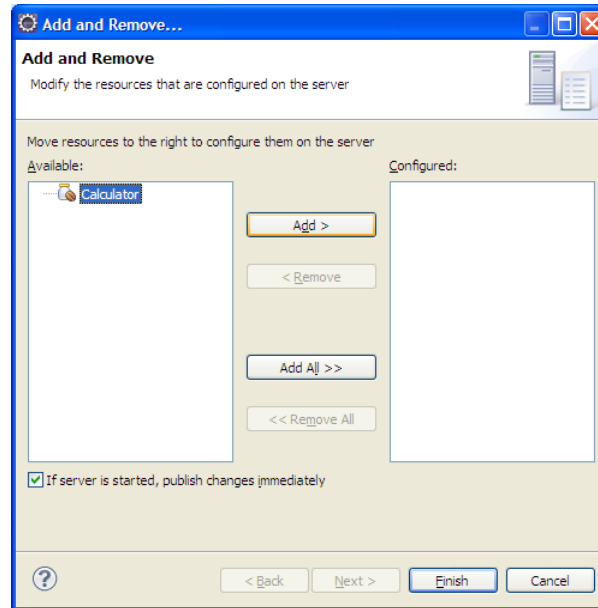 Add and Remove...
Add and Remove
Modify the resources that are configured on the server
Move resources to the right to configure them on the server
Available:
Configured:
Calculator
Add >
< Remove
Add All >>
<< Remove All
If server is started, publish changes immediately
?
< Back
Next >
Finish
Cancel